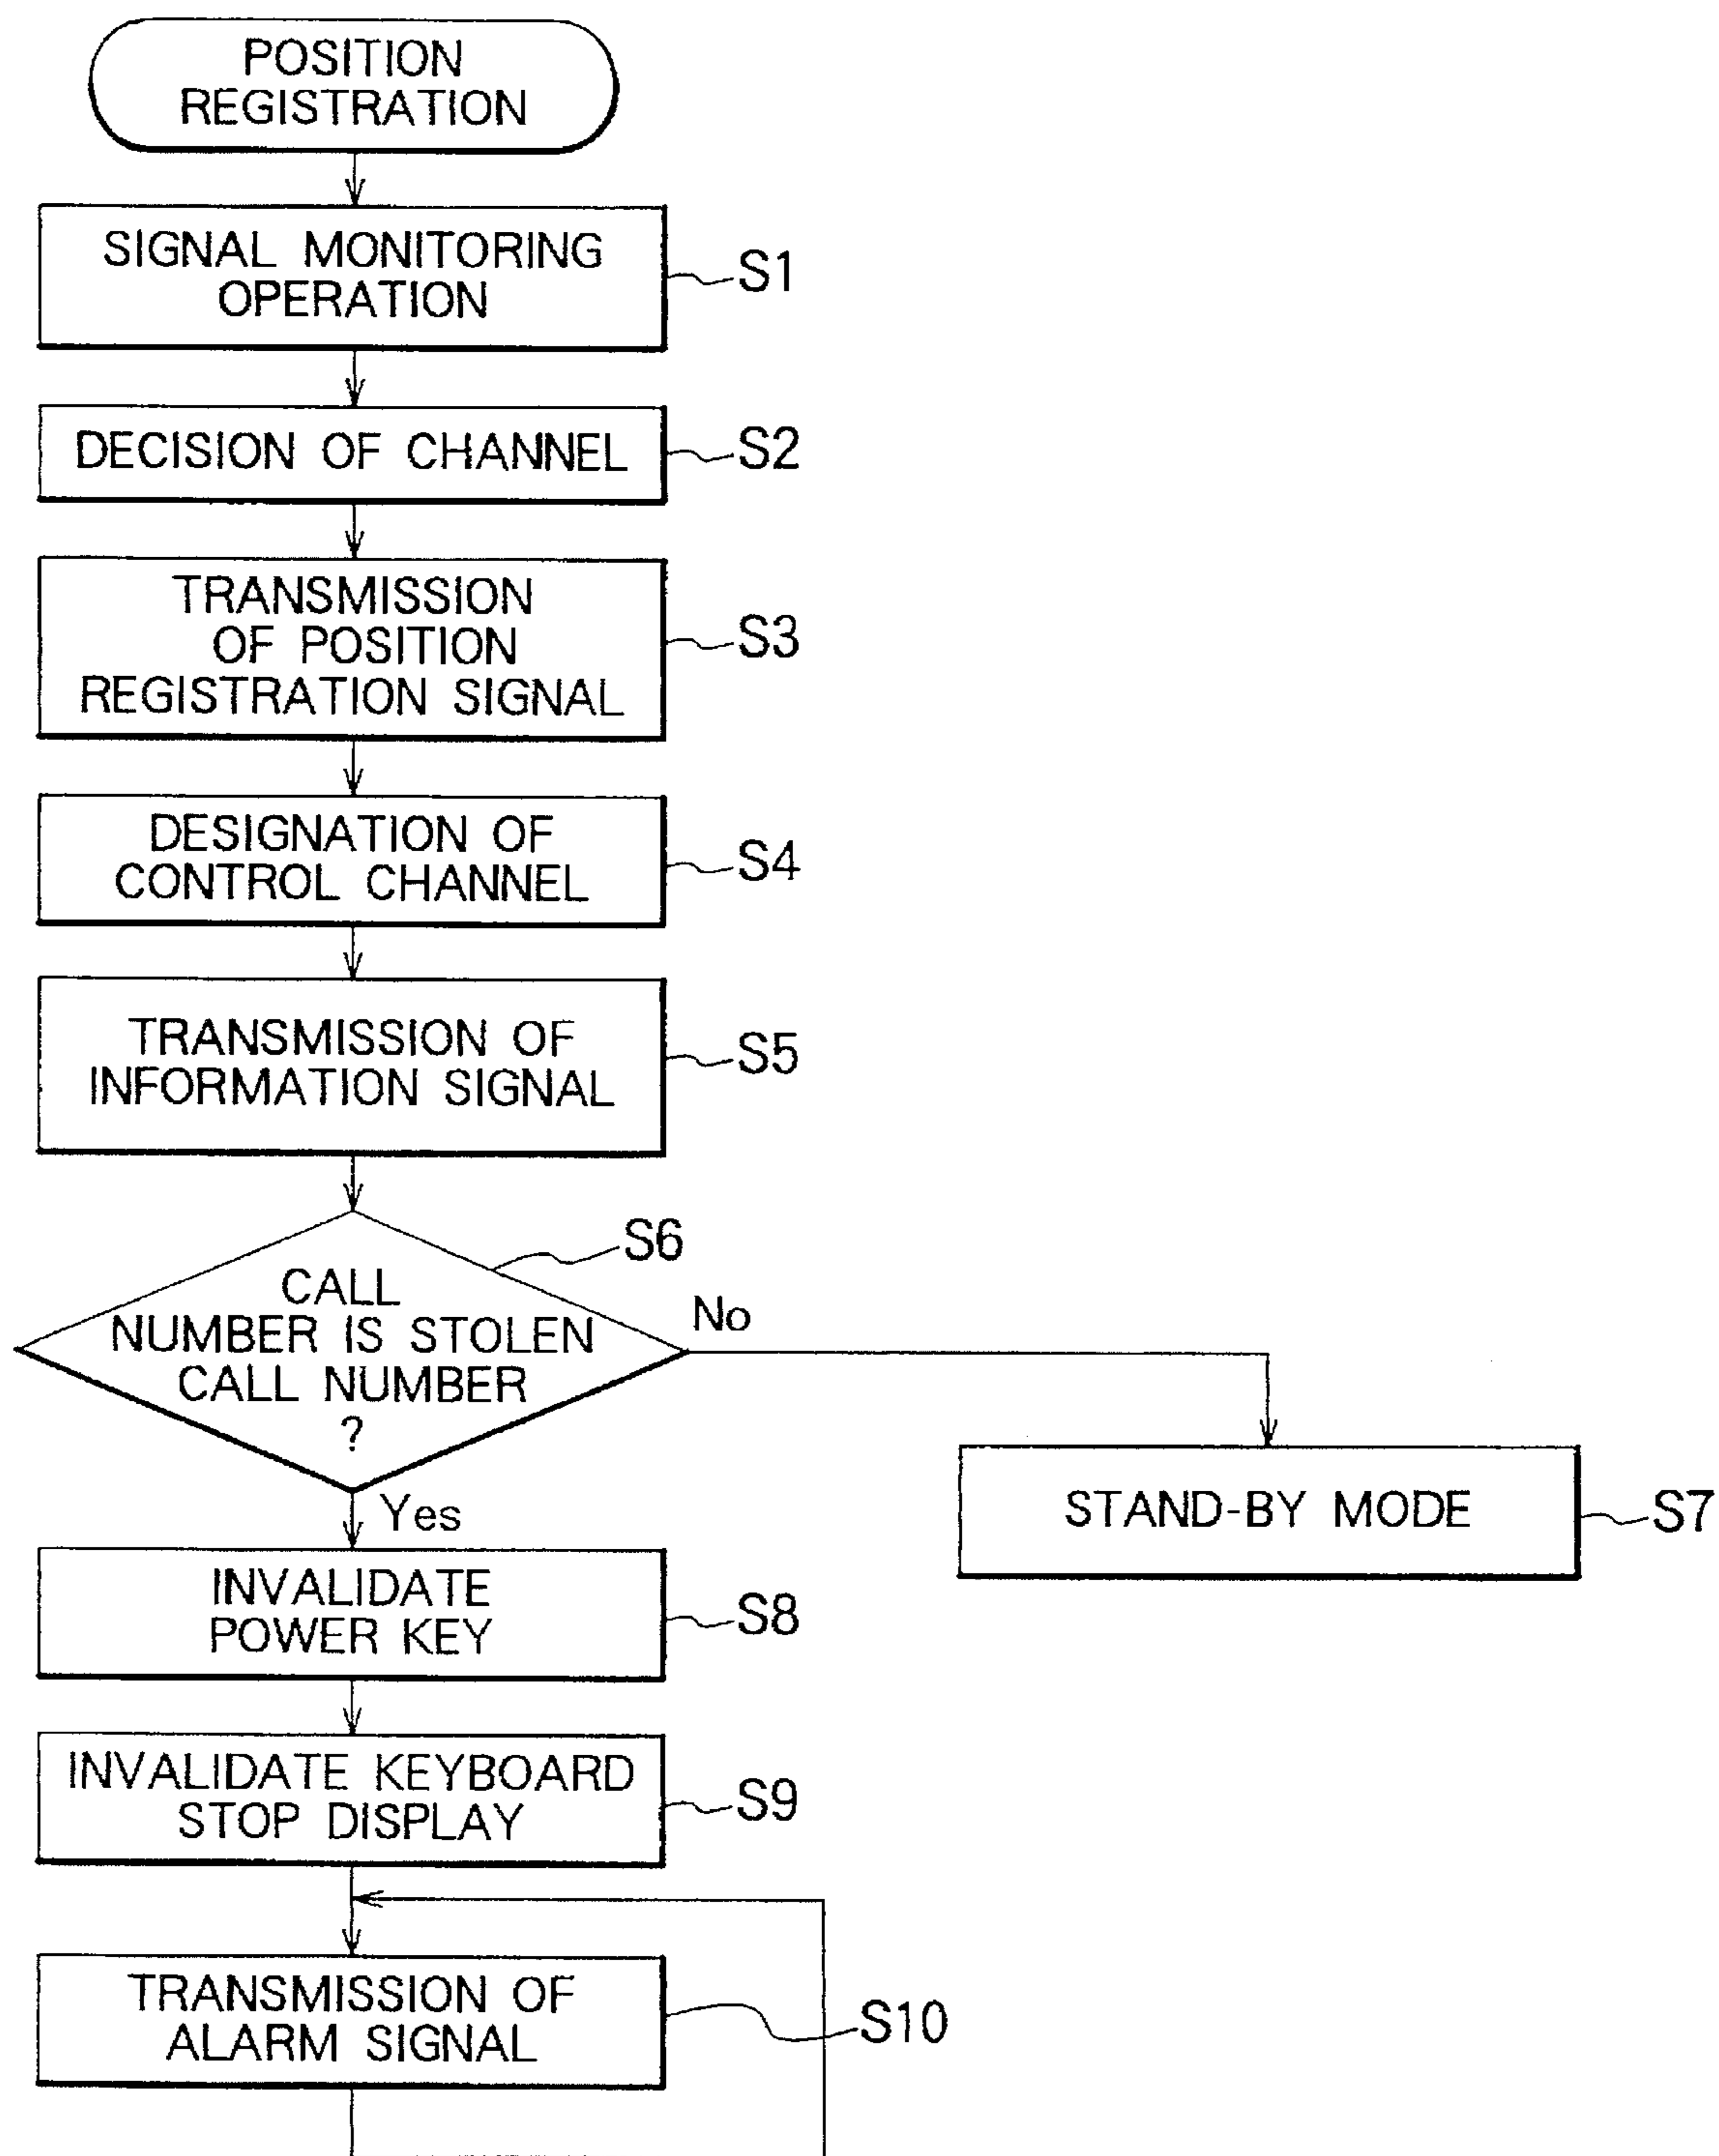 POSITION
REGISTRATION
SIGNAL MONITORING
OPERATION
S1
DECISION OF CHANNEL
S2
TRANSMISSION
OF POSITION
REGISTRATION SIGNAL
S3
DESIGNATION OF
CONTROL CHANNEL
S4
TRANSMISSION OF
INFORMATION SIGNAL
S5
S6
CALL
NUMBER IS STOLEN
CALL NUMBER
?
No
STAND-BY MODE
S7
Yes
INVALIDATE
POWER KEY
S8
INVALIDATE KEYBOARD
STOP DISPLAY
S9
TRANSMISSION OF
ALARM SIGNAL
S10